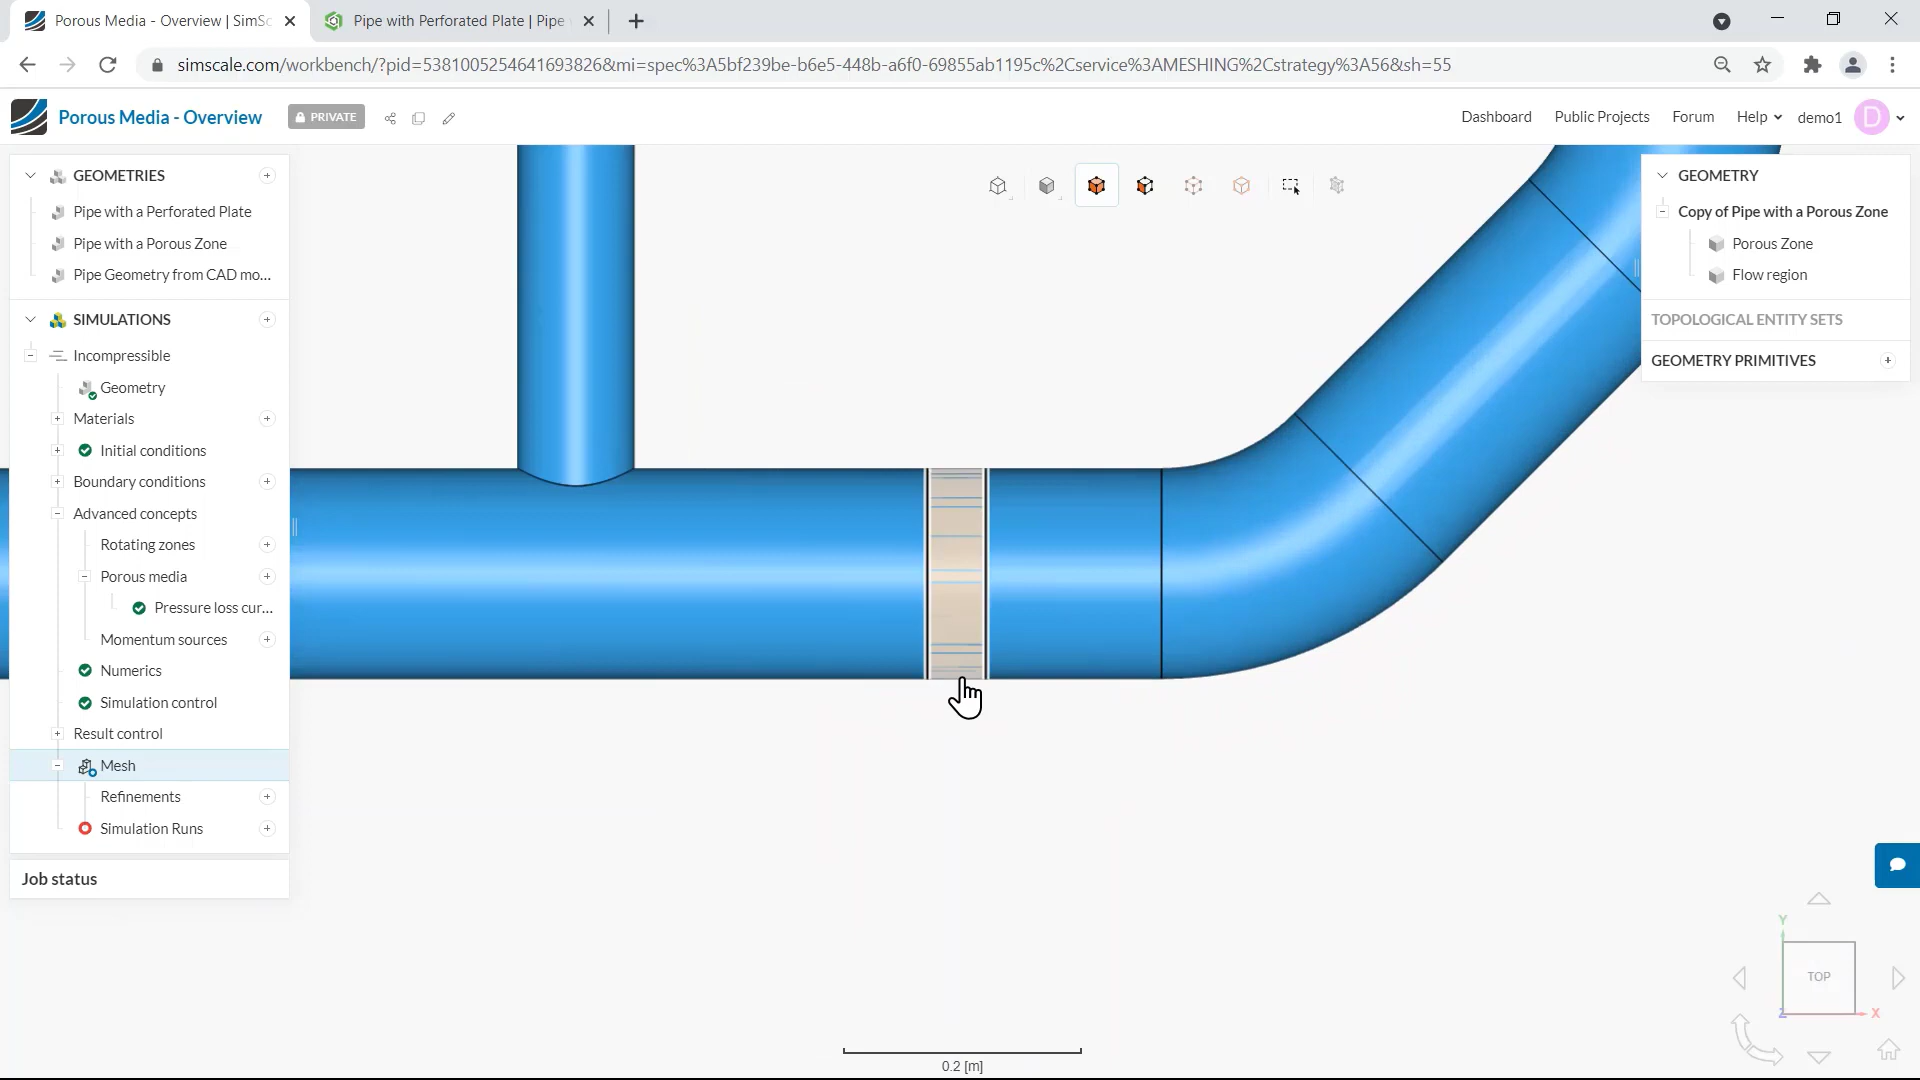 Porous Media - Overview | SimSc
Pipe with Perforated Plate | Pipe
simscale.com/workbench/?pid=5381005254641693826&mi=spec%3A5bf239be-b6e5-448b-a6f0-69855ab1195c%2Cservice%3AMESHING%2Cstrategy%3A56&sh=55
Porous Media - Overview
PRIVATE
Dashboard
Public Projects
Forum
Help
demo1
D
GEOMETRIES
Pipe with a Perforated Plate
Pipe with a Porous Zone
Pipe Geometry from CAD mo...
SIMULATIONS
Incompressible
Geometry
Materials
Initial conditions
Boundary conditions
Advanced concepts
Rotating zones
Porous media
Pressure loss cur...
Momentum sources
Numerics
Simulation control
Result control
Mesh
Refinements
Simulation Runs
Job status
GEOMETRY
Copy of Pipe with a Porous Zone
Porous Zone
Flow region
TOPOLOGICAL ENTITY SETS
GEOMETRY PRIMITIVES
Y
TOP
Z
X
0.2 [m]